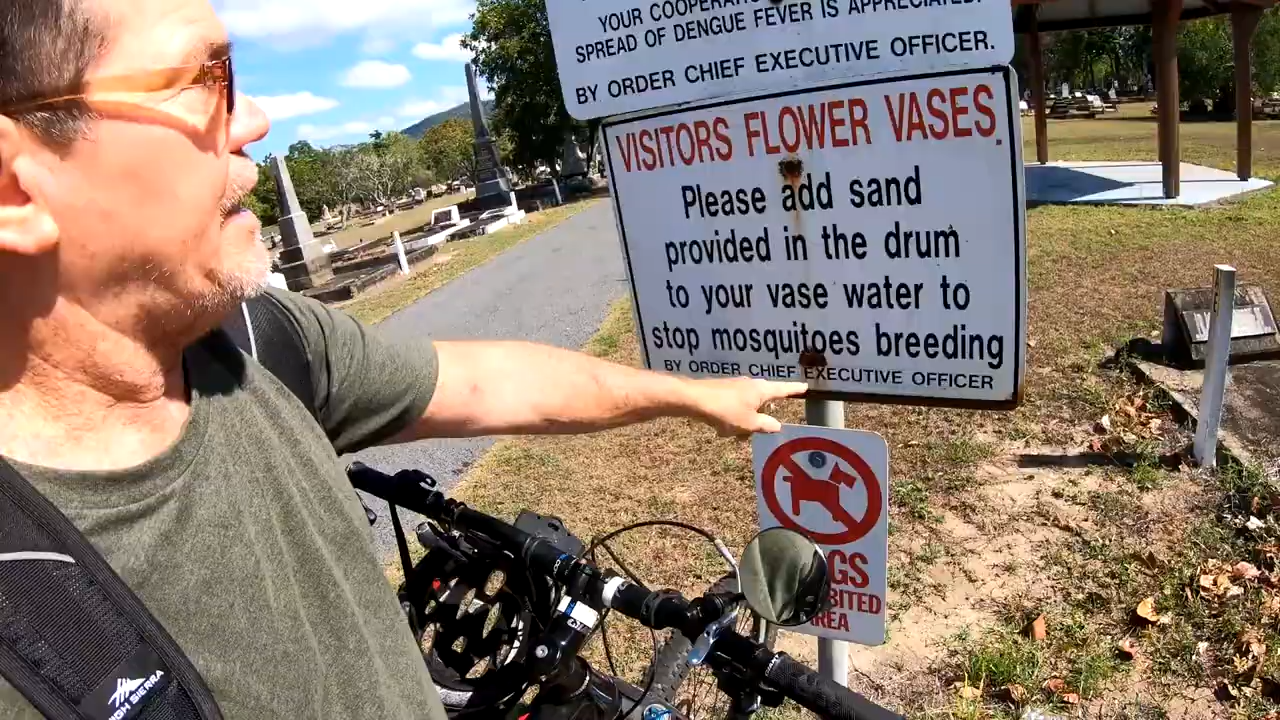 YOUR COOPERATI
SPREAD OF DENGUE FEVER IS APPRECIATED.
BY ORDER CHIEF EXECUTIVE OFFICER.
VISITORS FLOWER VASES.
Please add sand
provided in the drum
to your vase water to
stop mosquitoes breeding
BY ORDER CHIEF EXECUTIVE OFFICER
GS
BITED
REA
HIGH SIERRA